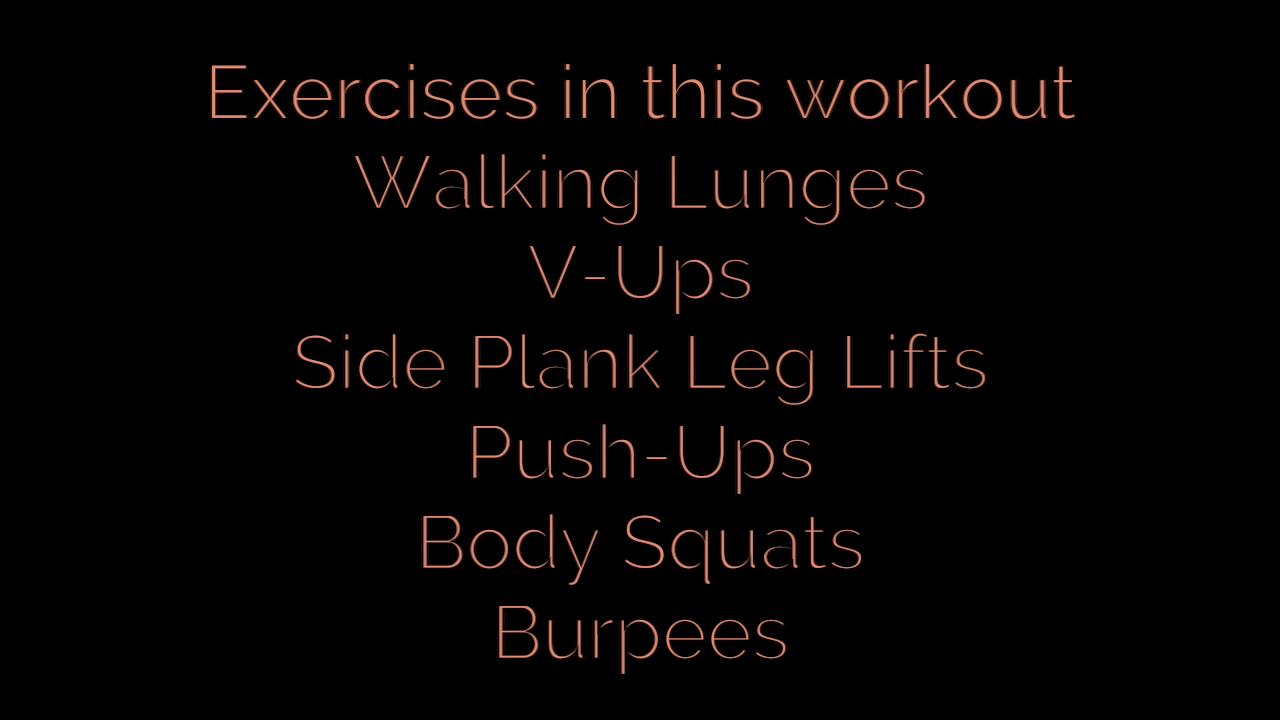 Exercises in this workout
Walking Lunges
V-Ups
Side Plank Leg Lifts
Push-Ups
Body Squats
Burpees